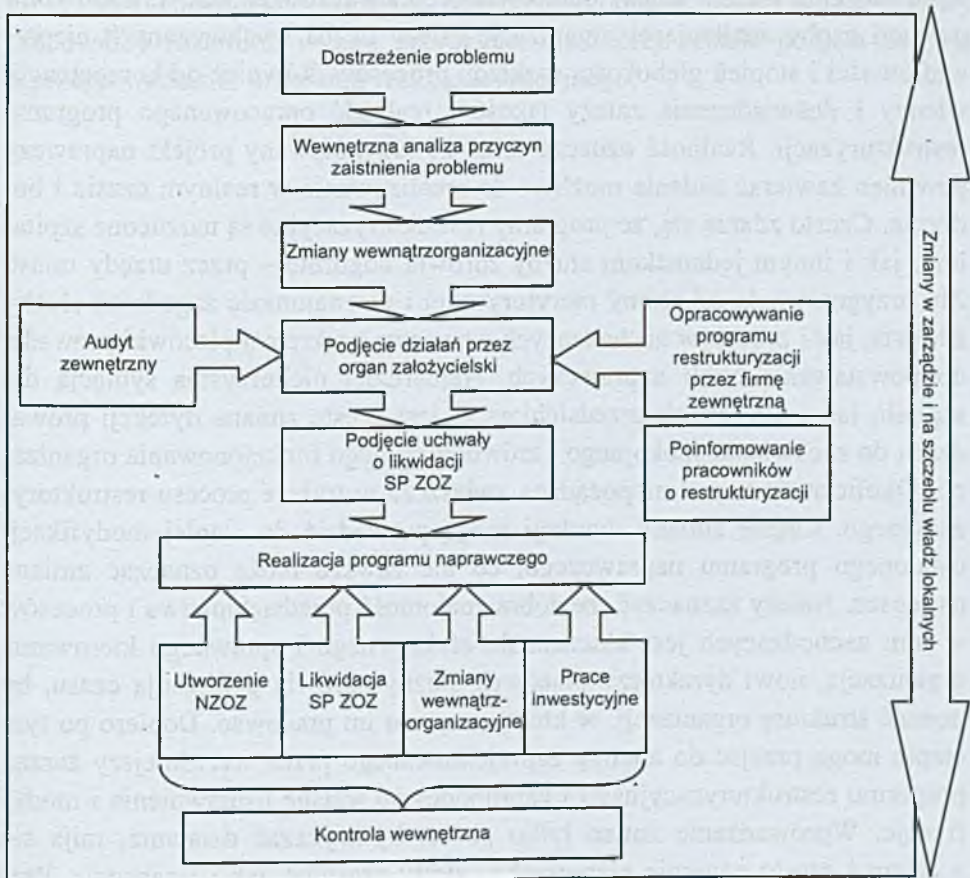 Dostrzeżenie problemu
Wewnętrzna analiza przyczyn
zaistnienia problemu
Zmiany wewnątrzorganizacyjne
Audyt
zewnętrzny
Podjęcie działań przez
organ założycielski
Opracowywanie
programu
restrukturyzacji
przez firmę
zewnętrzną
Podjęcie uchwały
o likwidacji
SP ZOZ
Poinformowanie
pracowników
o restrukturyzacji
Realizacja programu naprawczego
Utworzenie
NZOZ
Likwidacja
SP ZOZ
Zmiany
wewnątrz-
organizacyjne
Prace
inwestycyjne
Kontrola wewnętrzna
Zmiany w zarządzie i na szczeblu władz lokalnych